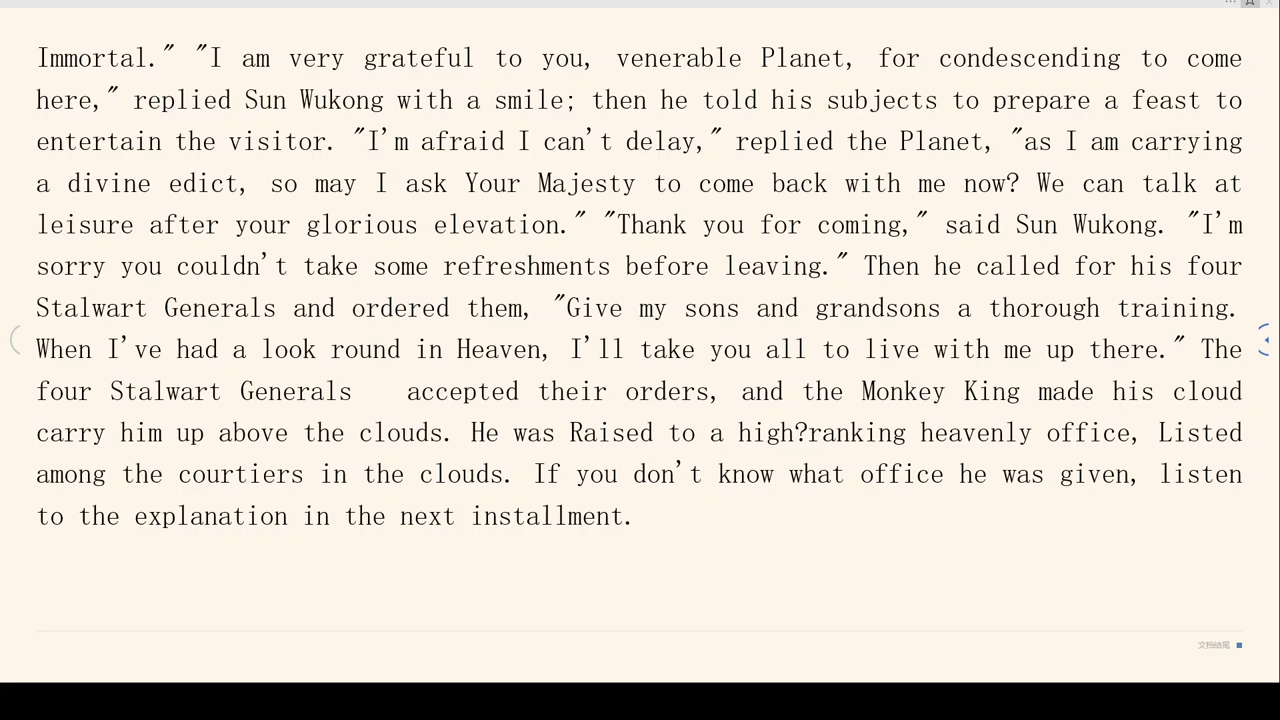 Immortal.″ ″I am very grateful to you, venerable Planet, for condescending to come
here,″ replied Sun Wukong with a smile; then he told his subjects to prepare a feast to
entertain the visitor. ″I'm afraid I can't delay,″ replied the Planet, ″as I am carrying
a divine edict, so may I ask Your Majesty to come back with me now? We can talk at
leisure after your glorious elevation.″ ″Thank you for coming,″ said Sun Wukong. ″I'm
sorry you couldn't take some refreshments before leaving.″ Then he called for his four
Stalwart Generals and ordered them, ″Give my sons and grandsons a thorough training.
When I've had a look round in Heaven, I'll take you all to live with me up there.″ The
four Stalwart Generals accepted their orders, and the Monkey King made his cloud
carry him up above the clouds. He was Raised to a high?ranking heavenly office, Listed
among the courtiers in the clouds. If you don't know what office he was given, listen
to the explanation in the next installment.
文档结尾